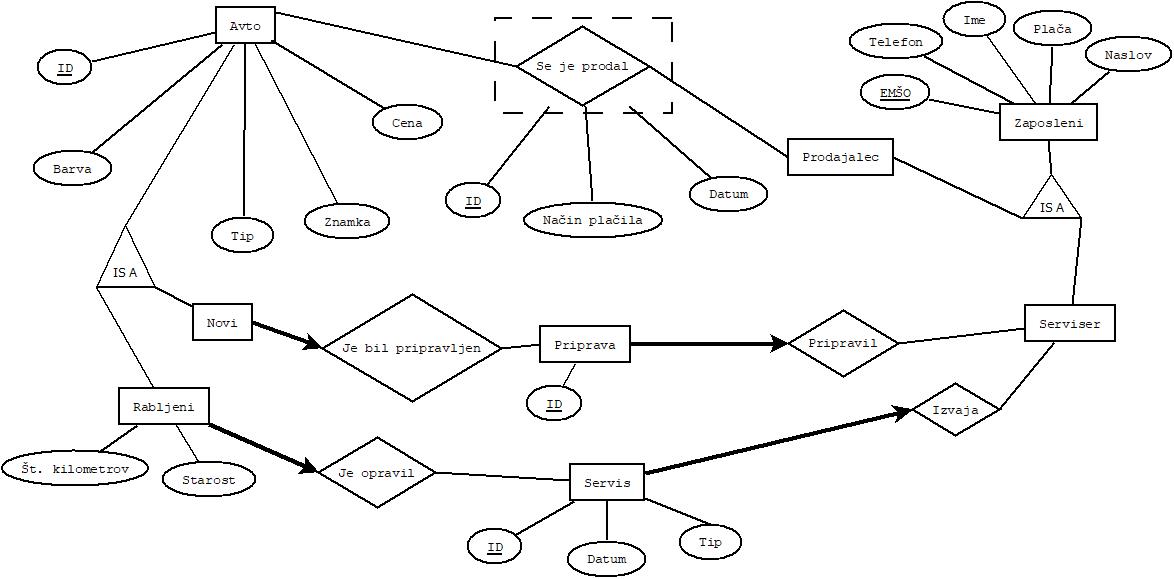 Avto
ID
Barva
Tip
Znamka
Cena
Se je prodal
ID
Način plačila
Datum
Prodajalec
Telefon
Ime
Plača
Naslov
EMŠO
Zaposleni
IS A
IS A
Novi
Je bil pripravljen
Priprava
ID
Pripravil
Serviser
Rabljeni
Št. kilometrov
Starost
Je opravil
Servis
ID
Datum
Tip
Izvaja